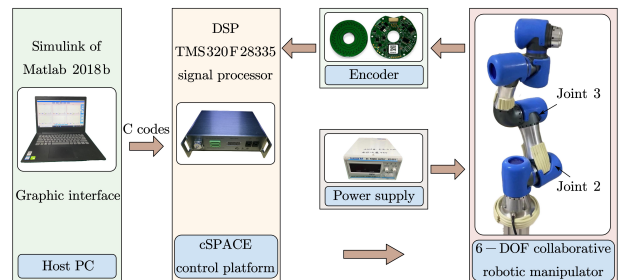 Simulink of
Matlab 2018b
Graphic interface
Host PC
C codes
DSP
TMS320F28335
signal processor
cSPACE
control platform
Encoder
Power supply
Joint 3
Joint 2
6 − DOF collaborative
robotic manipulator